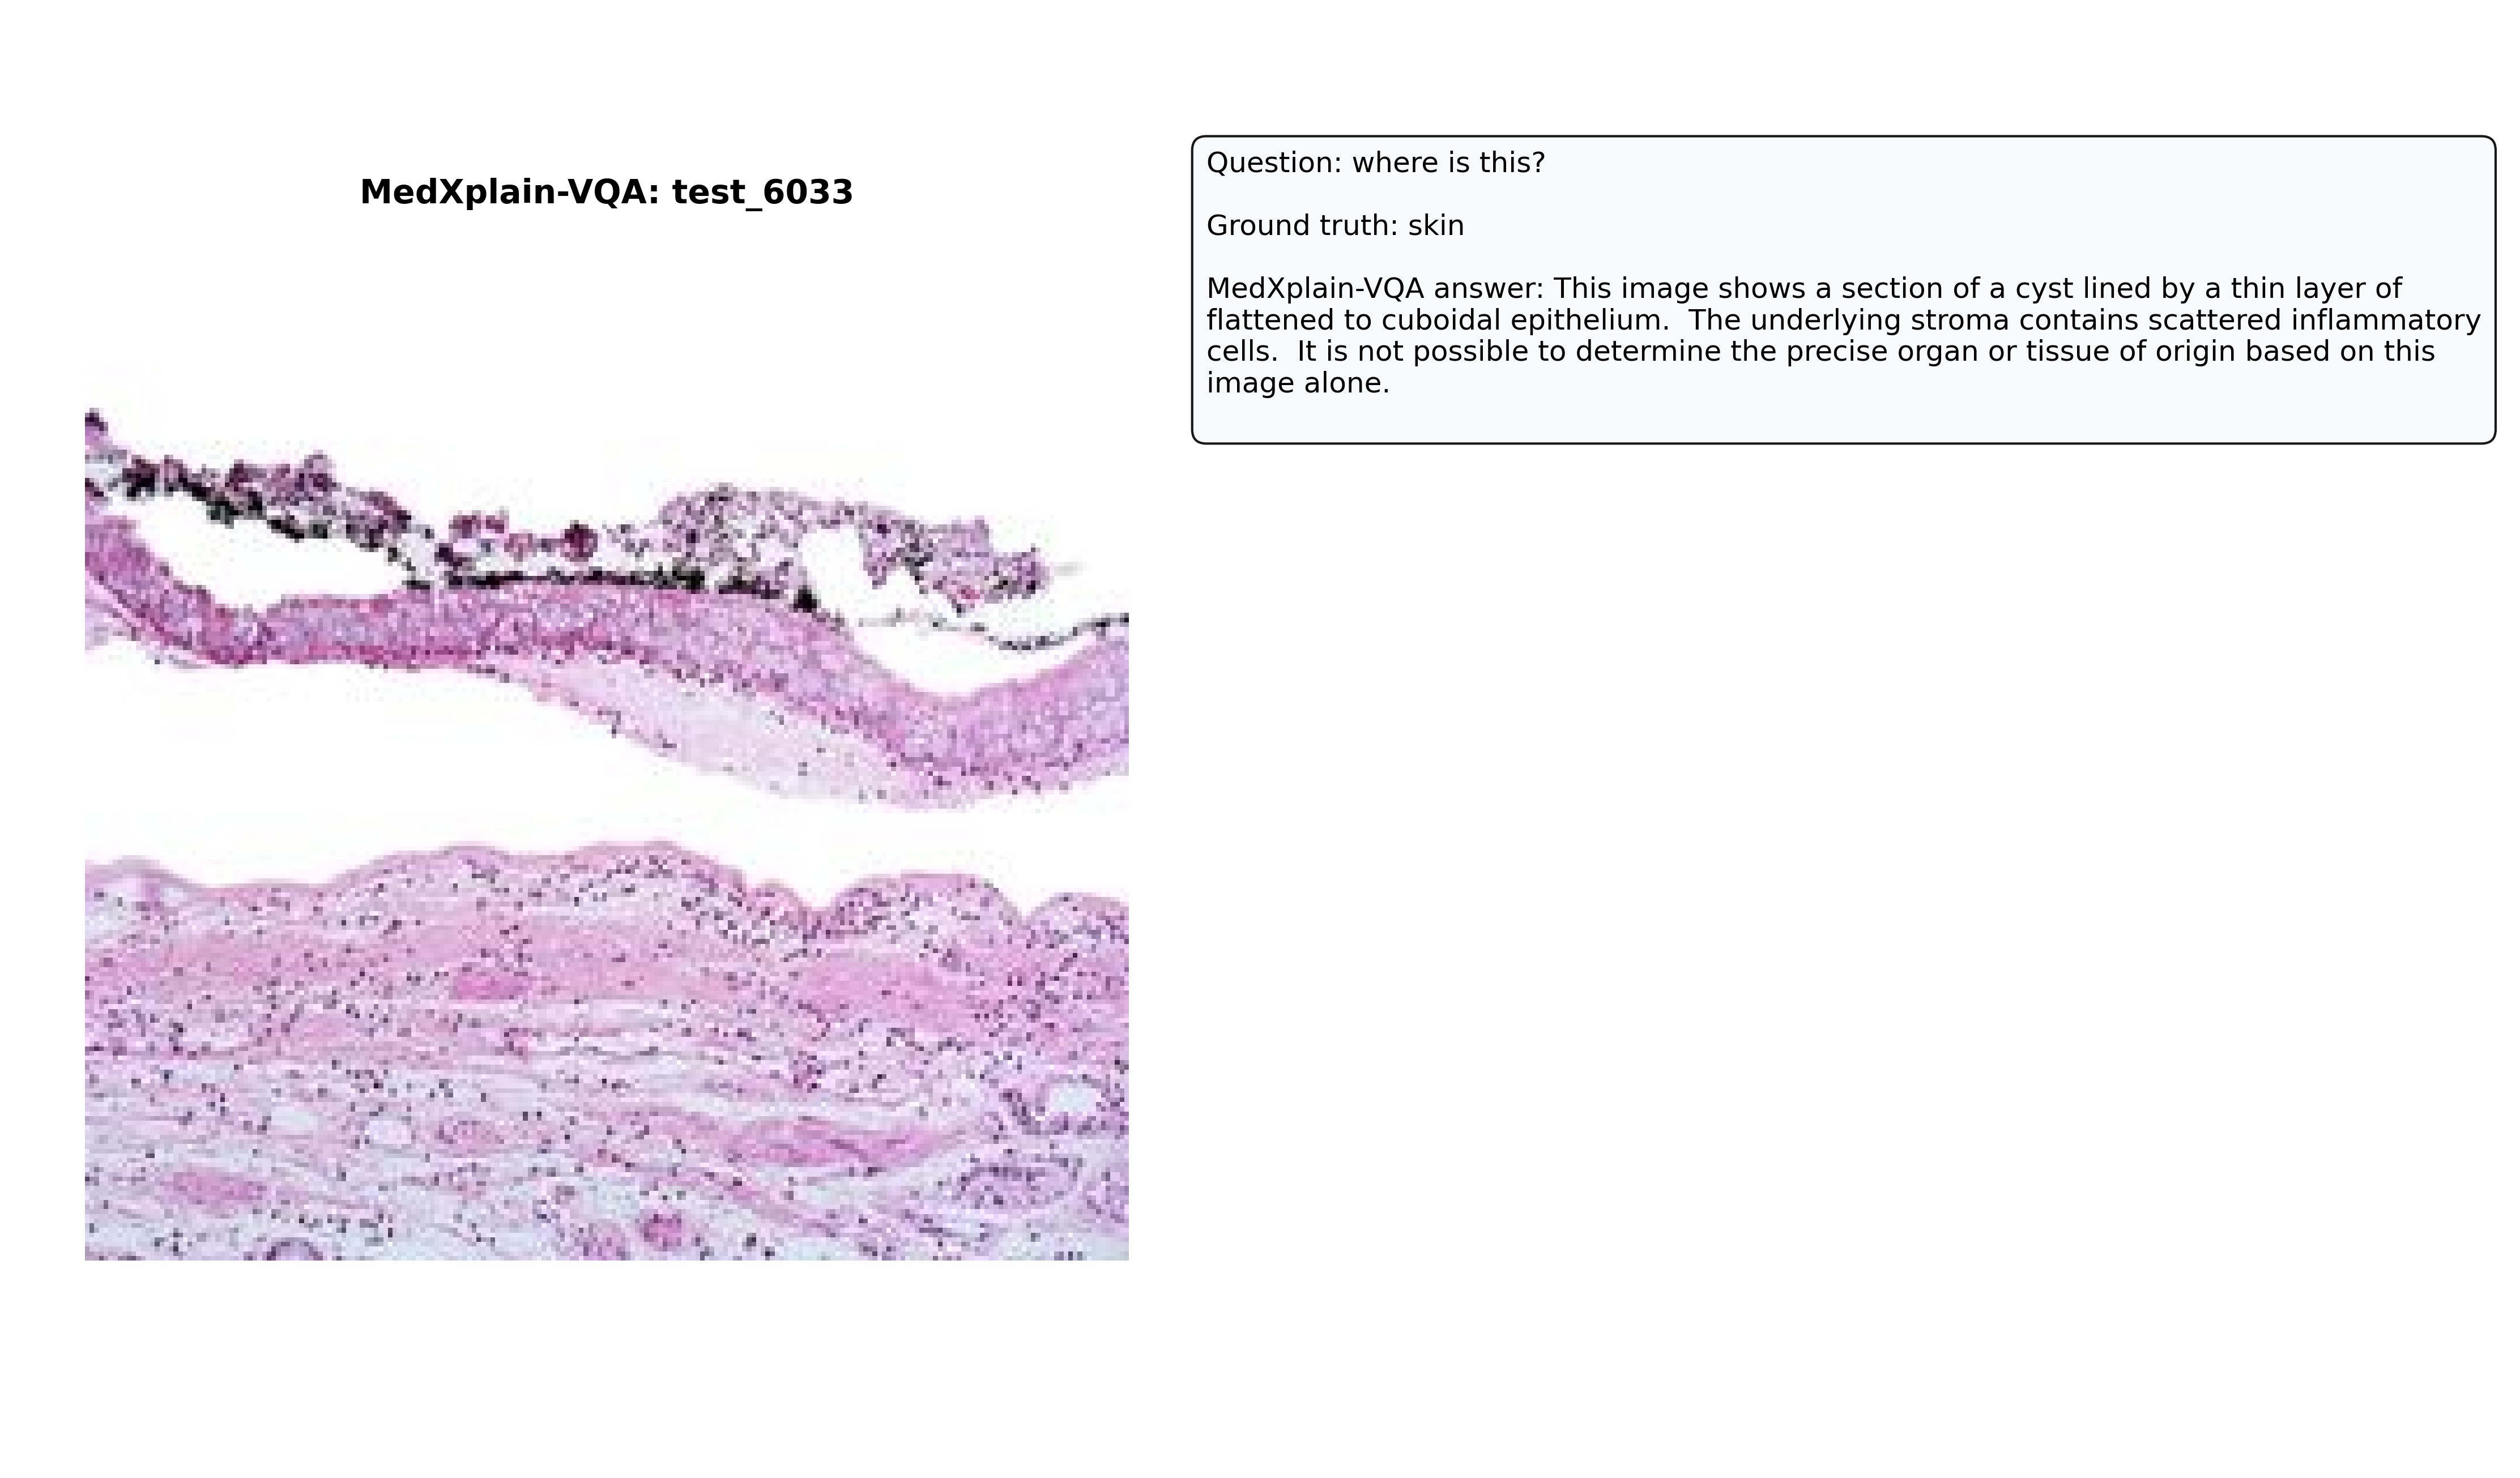 MedXplain-VQA: test_6033
Question: where is this?
Ground truth: skin
MedXplain-VQA answer: This image shows a section of a cyst lined by a thin layer of
flattened to cuboidal epithelium.  The underlying stroma contains scattered inflammatory
cells.  It is not possible to determine the precise organ or tissue of origin based on this
image alone.